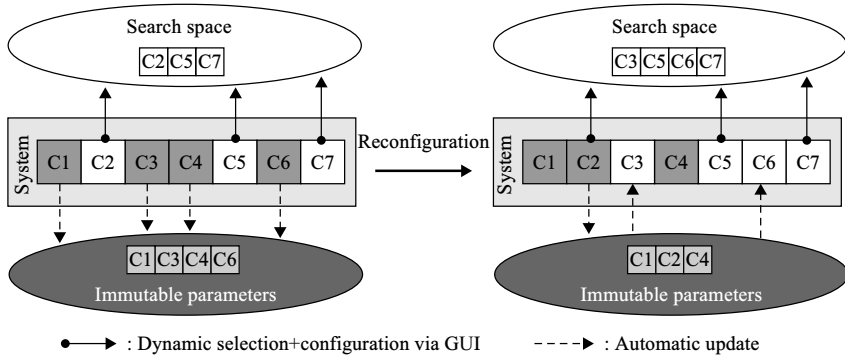 Search space
C2 C5 C7
System
C1 C2 C3 C4 C5 C6 C7
C1 C3 C4 C6
Immutable parameters
Reconfiguration
Search space
C3 C5 C6 C7
System
C1 C2 C3 C4 C5 C6 C7
C1 C2 C4
Immutable parameters
: Dynamic selection+configuration via GUI
: Automatic update